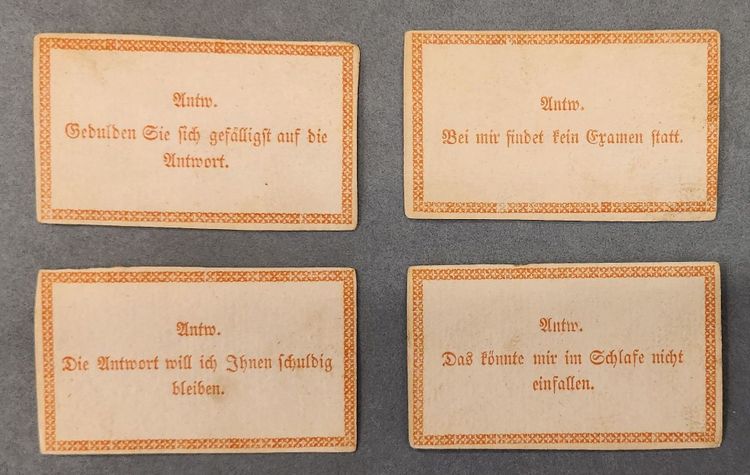 Antw.
Gedulden Sie sich gefälligst auf die
Antwort.
Antw.
Bei mir findet kein Examen statt.
Antw.
Die Antwort will ich Ihnen schuldig
bleiben.
Antw.
Das könnte mir im Schlafe nicht
einfallen.